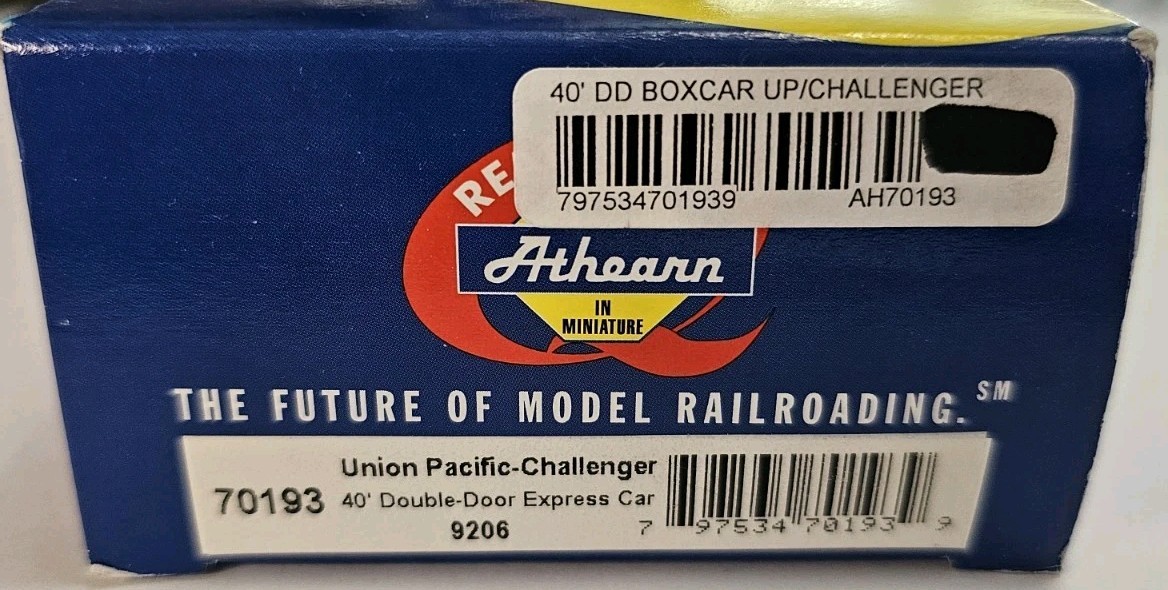 40' DD BOXCAR UP/CHALLENGER
797534701939 AH70193
Athearn
IN
MINIATURE
THE FUTURE OF MODEL RAILROADING.℠
Union Pacific-Challenger
70193 40' Double-Door Express Car
9206
7 97534 70193 9